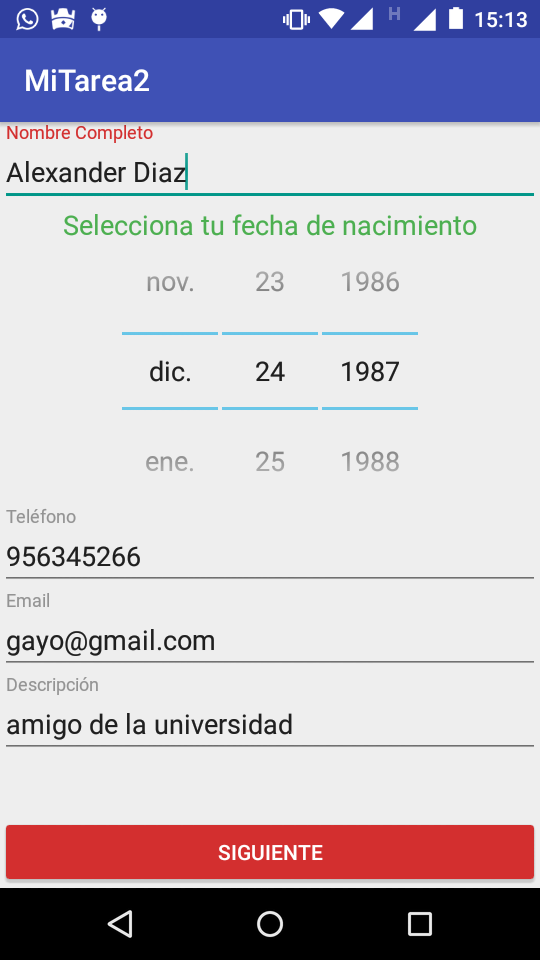 H 15:13
MiTarea2
Nombre Completo
Alexander Diaz
Selecciona tu fecha de nacimiento
nov. 23 1986
dic. 24 1987
ene. 25 1988
Teléfono
956345266
Email
gayo@gmail.com
Descripción
amigo de la universidad
SIGUIENTE